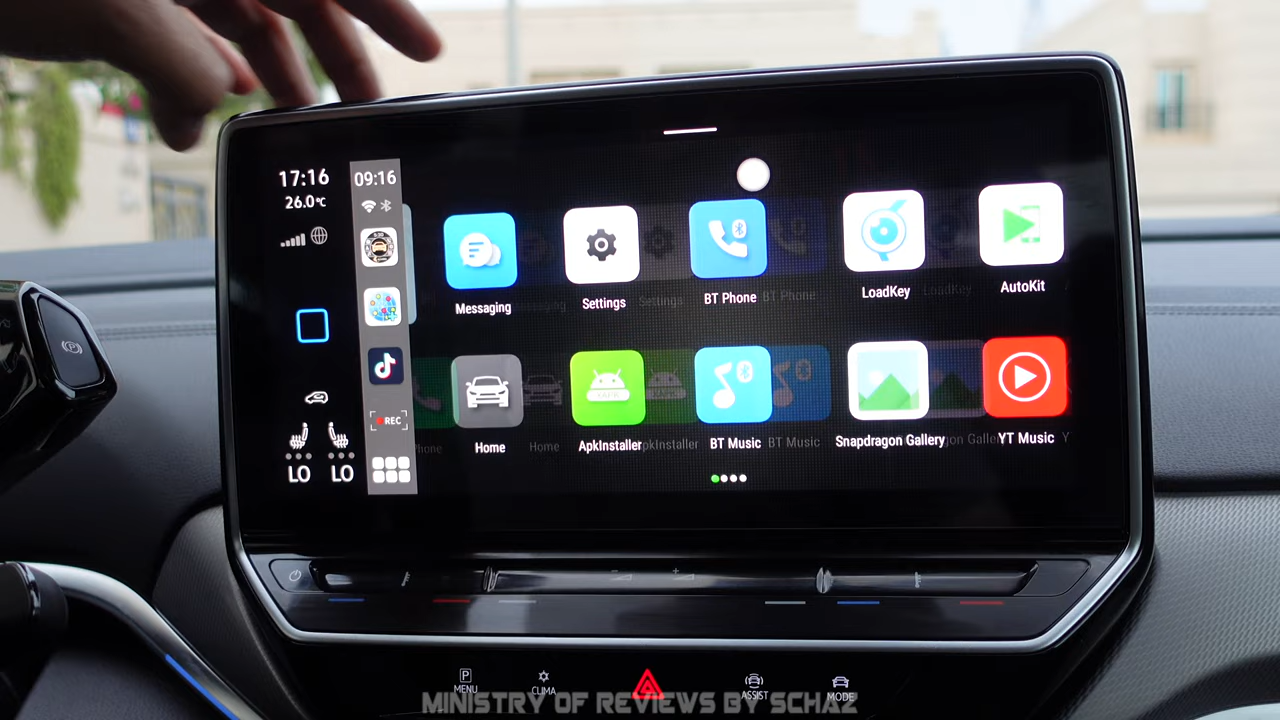 17:16
26.0°C
09:16
Messaging
Settings
BT Phone
LoadKey
AutoKit
REC
Home
ApkInstaller
BT Music
Snapdragon Gallery
YT Music
LO LO
P
MENU
CLIMA
ASSIST
MODE
MINISTRY OF REVIEWS BY SCHAZ